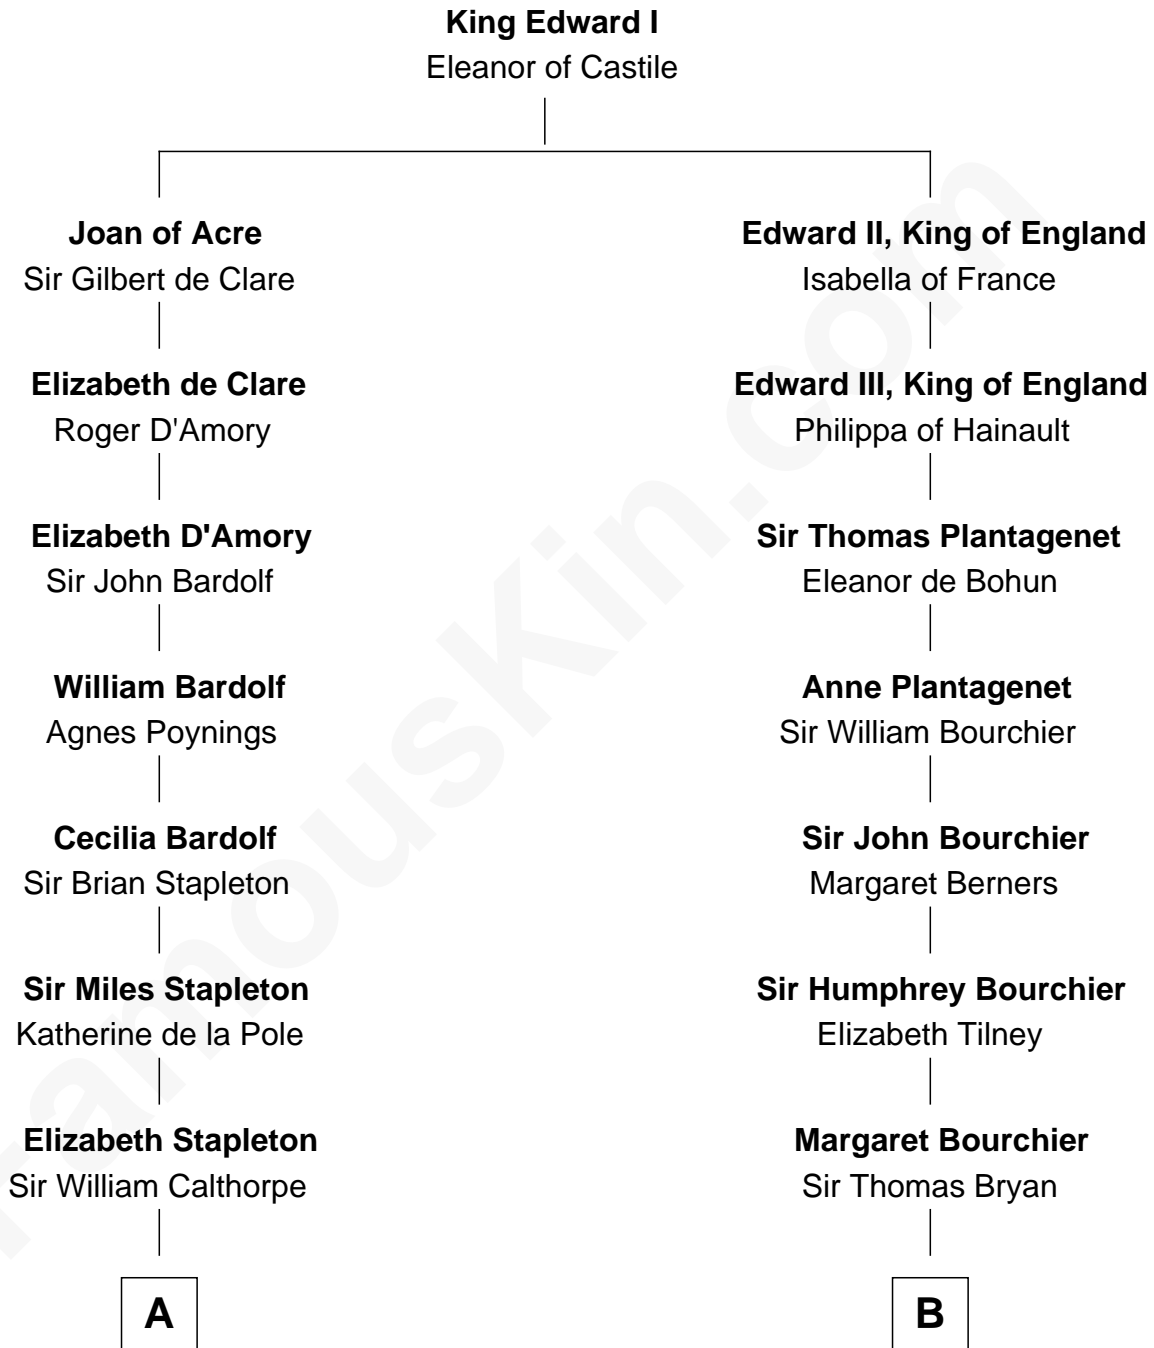 King Edward I
Eleanor of Castile
Joan of Acre
Sir Gilbert de Clare
Edward II, King of England
Isabella of France
Elizabeth de Clare
Roger D'Amory
Edward III, King of England
Philippa of Hainault
Elizabeth D'Amory
Sir John Bardolf
Sir Thomas Plantagenet
Eleanor de Bohun
William Bardolf
Agnes Poynings
Anne Plantagenet
Sir William Bourchier
Cecilia Bardolf
Sir Brian Stapleton
Sir John Bourchier
Margaret Berners
Sir Miles Stapleton
Katherine de la Pole
Sir Humphrey Bourchier
Elizabeth Tilney
Elizabeth Stapleton
Sir William Calthorpe
Margaret Bourchier
Sir Thomas Bryan
A
B
FamousKin.com